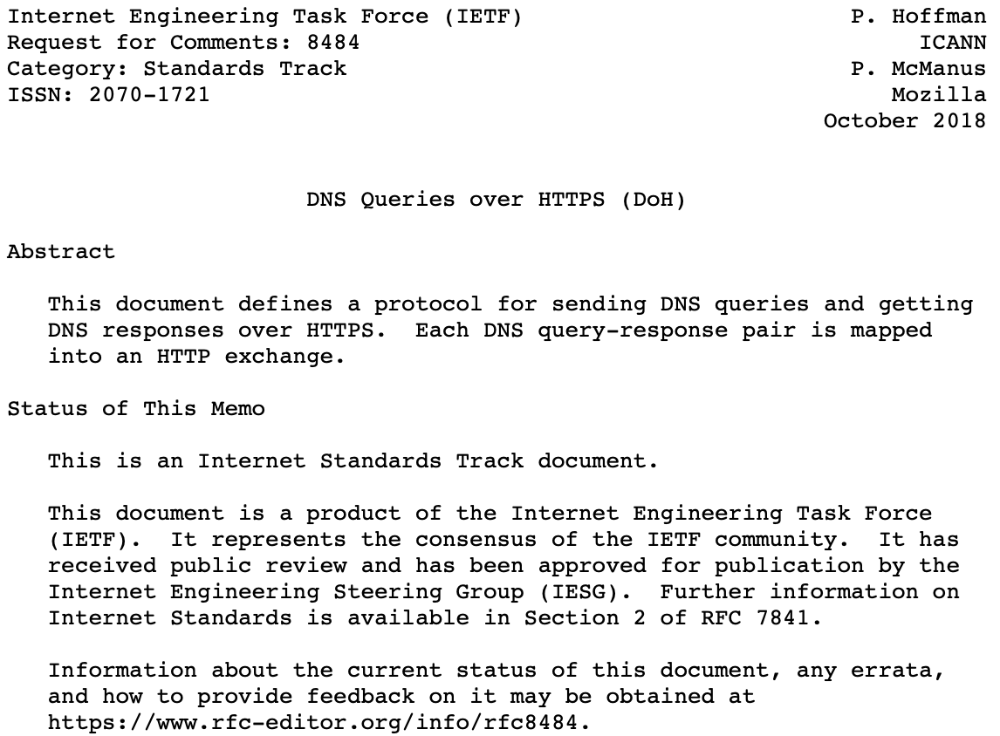 Internet Engineering Task Force (IETF) P. Hoffman
Request for Comments: 8484 ICANN
Category: Standards Track P. McManus
ISSN: 2070-1721 Mozilla
October 2018
DNS Queries over HTTPS (DoH)
Abstract
This document defines a protocol for sending DNS queries and getting
DNS responses over HTTPS. Each DNS query-response pair is mapped
into an HTTP exchange.
Status of This Memo
This is an Internet Standards Track document.
This document is a product of the Internet Engineering Task Force
(IETF). It represents the consensus of the IETF community. It has
received public review and has been approved for publication by the
Internet Engineering Steering Group (IESG). Further information on
Internet Standards is available in Section 2 of RFC 7841.
Information about the current status of this document, any errata,
and how to provide feedback on it may be obtained at
https://www.rfc-editor.org/info/rfc8484.